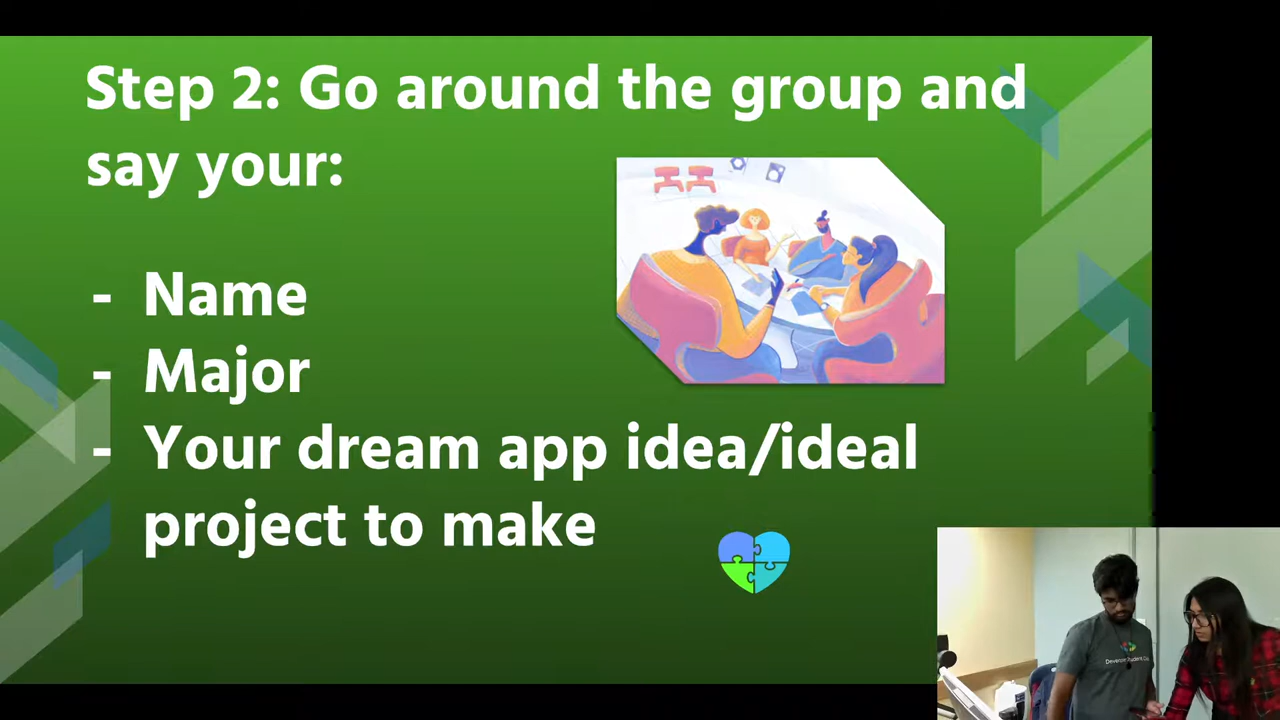 Step 2: Go around the group and
say your:
- Name
- Major
- Your dream app idea/ideal
project to make
Student